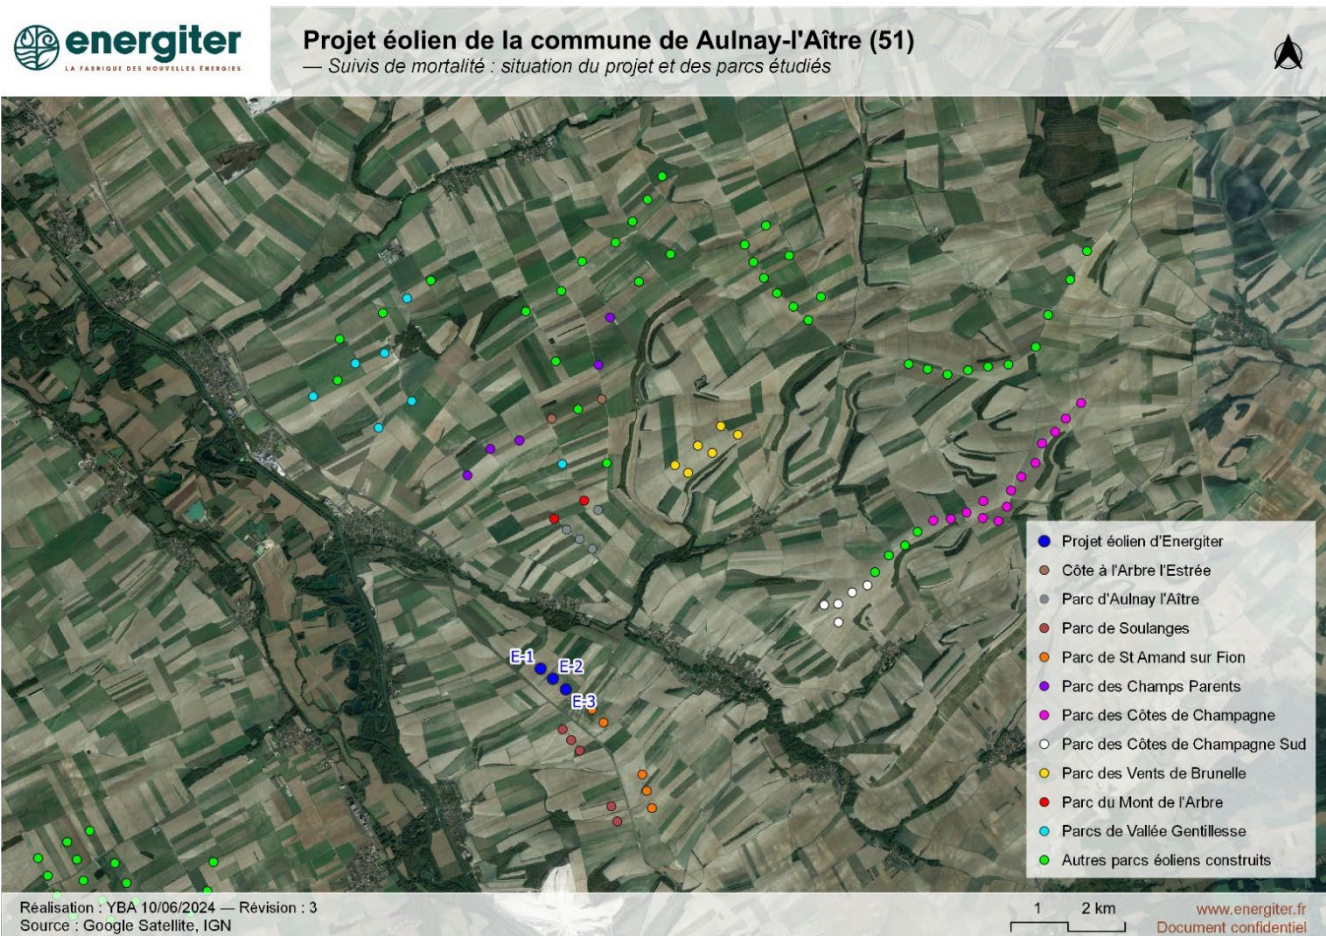 energiter
LA FABRIQUE DES NOUVELLES ÉNERGIES
Projet éolien de la commune de Aulnay-l'Aître (51)
— Suivis de mortalité : situation du projet et des parcs étudiés
E-1
E-2
E-3
Projet éolien d'Energiter
Côte à l'Arbre l'Estrée
Parc d'Aulnay l'Aître
Parc de Soulanges
Parc de St Amand sur Fion
Parc des Champs Parents
Parc des Côtes de Champagne
Parc des Côtes de Champagne Sud
Parc des Vents de Brunelle
Parc du Mont de l'Arbre
Parcs de Vallée Gentillesse
Autres parcs éoliens construits
Réalisation : YBA 10/06/2024 — Révision : 3
Source : Google Satellite, IGN
1 2 km
www.energiter.fr
Document confidentiel